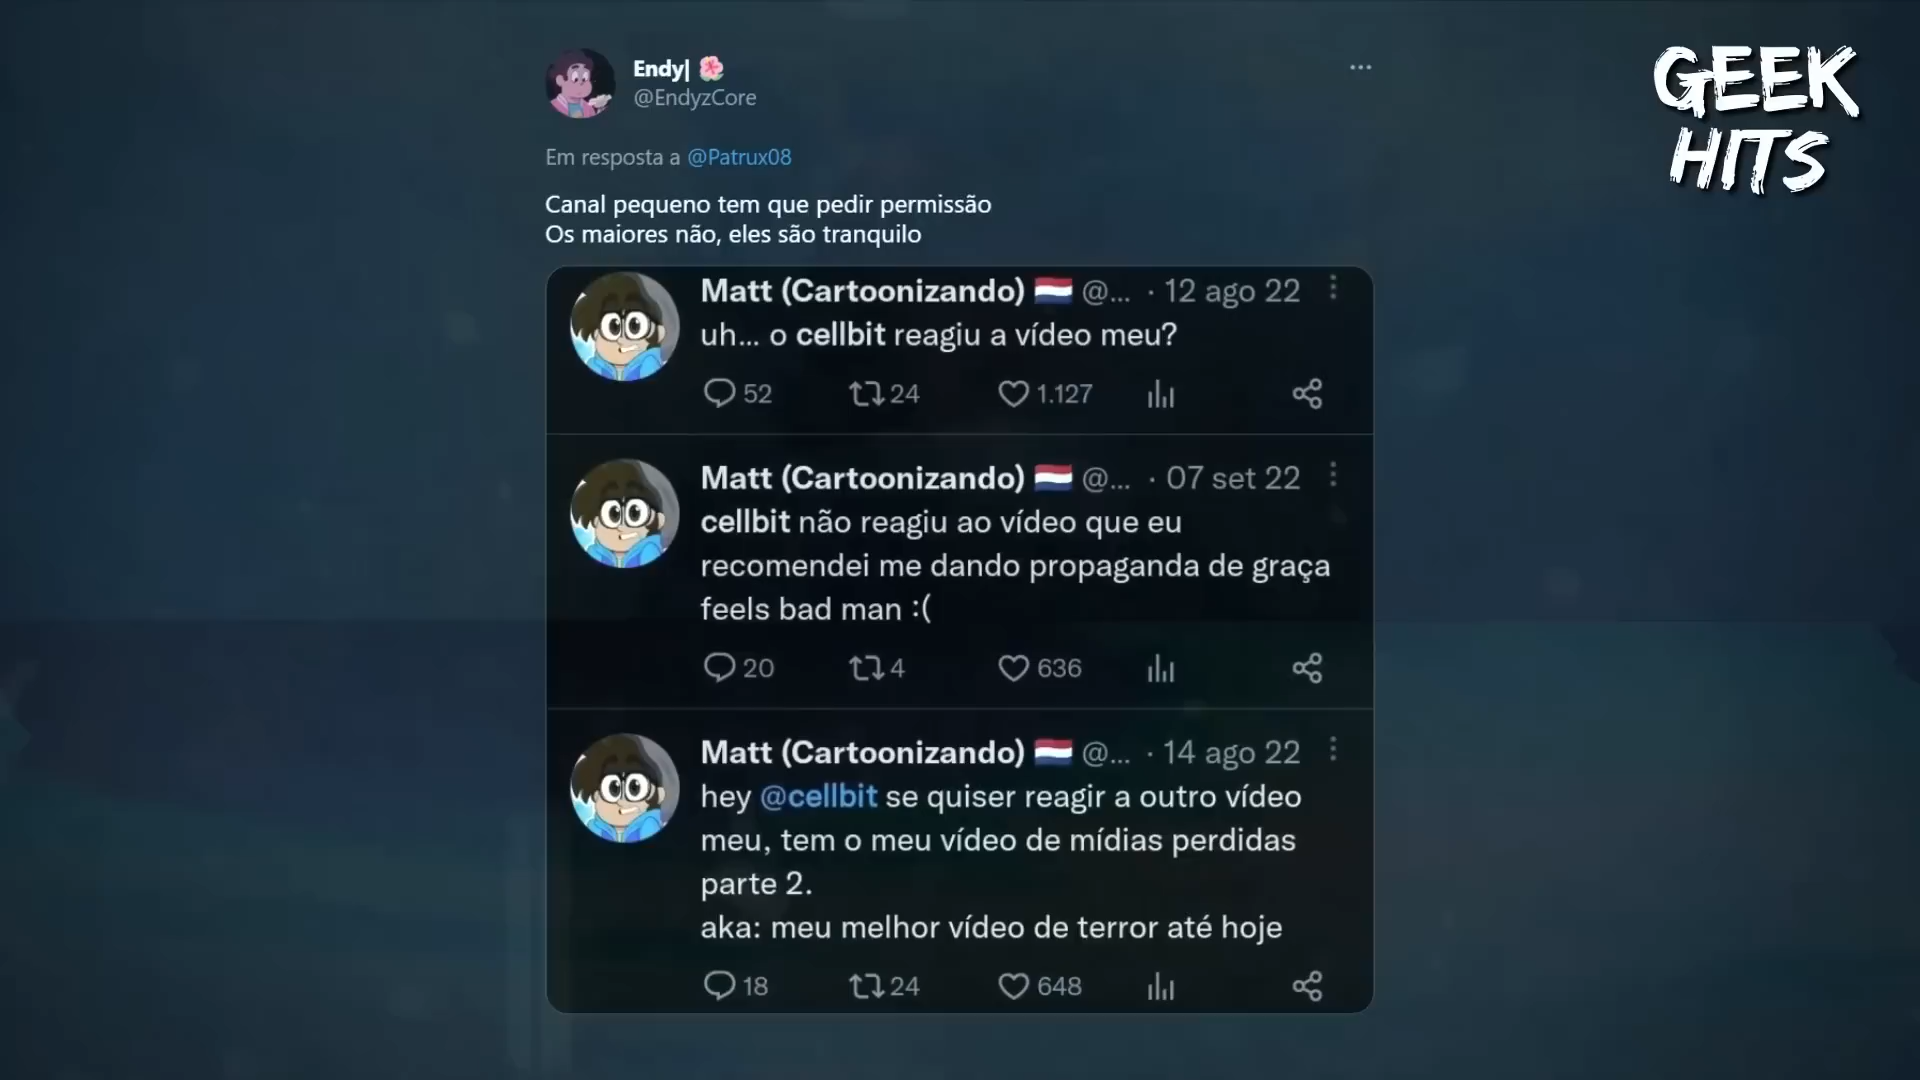 GEEK
HITS
Endy| 🌺
@EndyzCore
Em resposta a @Patrux08
Canal pequeno tem que pedir permissão
Os maiores não, eles são tranquilo
Matt (Cartoonizando) 🇳🇱 @... · 12 ago 22
uh... o cellbit reagiu a vídeo meu?
52 24 1.127
Matt (Cartoonizando) 🇳🇱 @... · 07 set 22
cellbit não reagiu ao vídeo que eu
recomendei me dando propaganda de graça
feels bad man :(
20 4 636
Matt (Cartoonizando) 🇳🇱 @... · 14 ago 22
hey @cellbit se quiser reagir a outro vídeo
meu, tem o meu vídeo de mídias perdidas
parte 2.
aka: meu melhor vídeo de terror até hoje
18 24 648